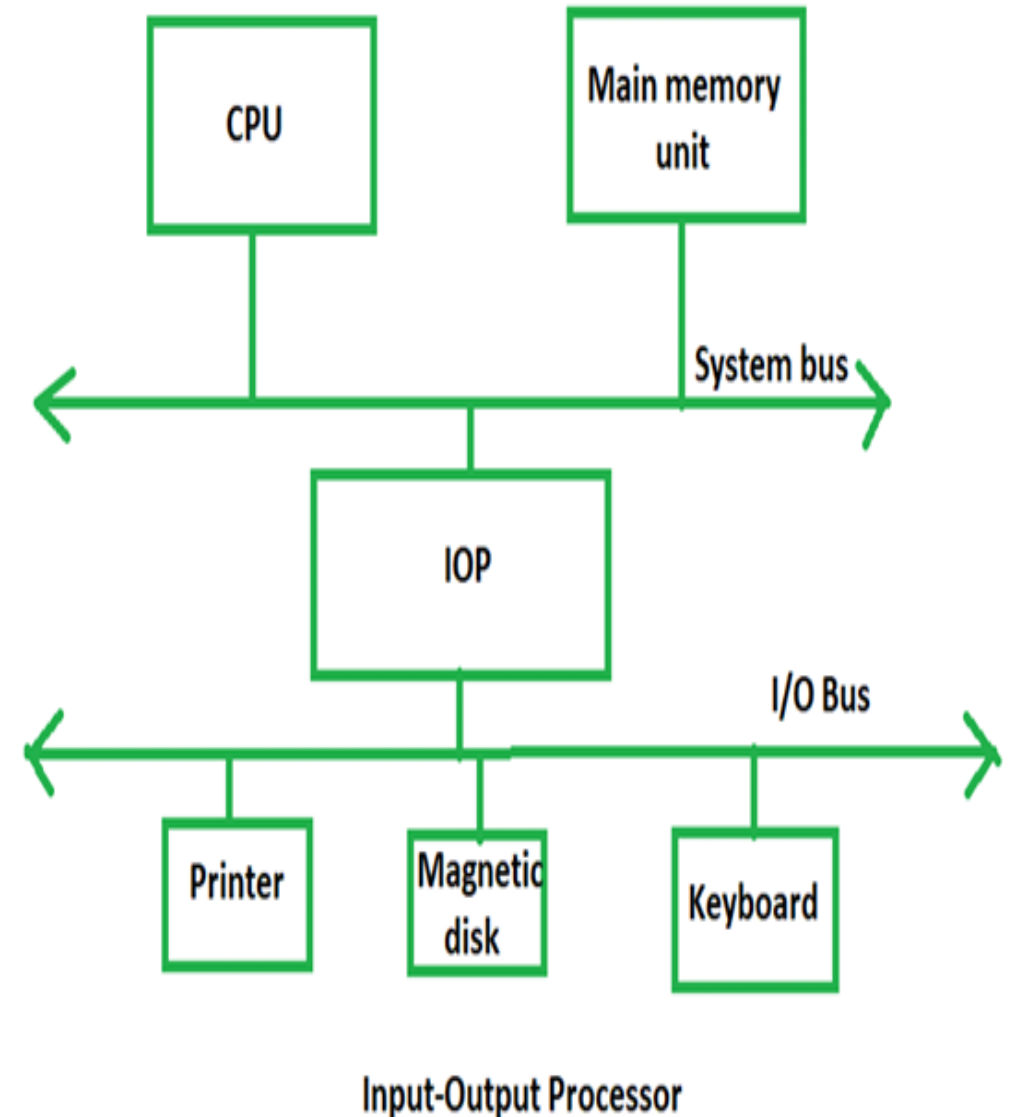 CPU
Main memory
unit
System bus
IOP
I/O Bus
Printer
Magnetic
disk
Keyboard
Input-Output Processor